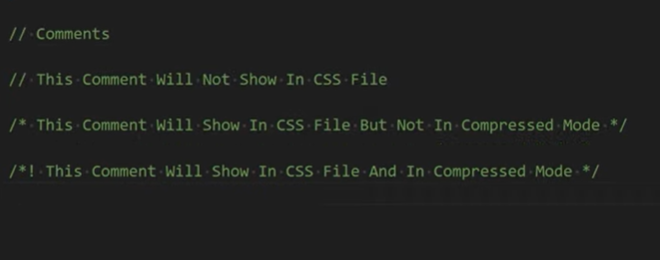 // Comments
// This Comment Will Not Show In CSS File
/* This Comment Will Show In CSS File But Not In Compressed Mode */
/*! This Comment Will Show In CSS File And In Compressed Mode */